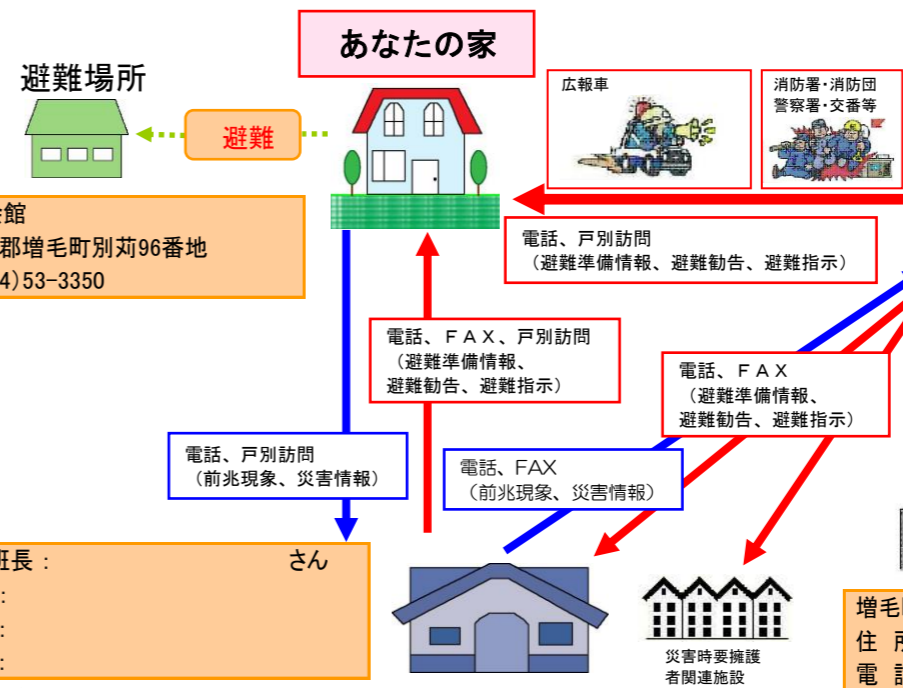 あなたの家
避難場所
避難
広報車
消防署・消防団
警察署・交番等
会館
郡増毛町別苅96番地
4)53-3350
電話、戸別訪問
（避難準備情報、避難勧告、避難指示）
電話、ＦＡＸ、戸別訪問
（避難準備情報、
避難勧告、避難指示）
電話、ＦＡＸ
（避難準備情報、
避難勧告、避難指示）
電話、戸別訪問
（前兆現象、災害情報）
電話、FAX
（前兆現象、災害情報）
班長：　　　　　　　　　さん
：
：
：
災害時要擁護
者関連施設
増毛
住 所
電 話